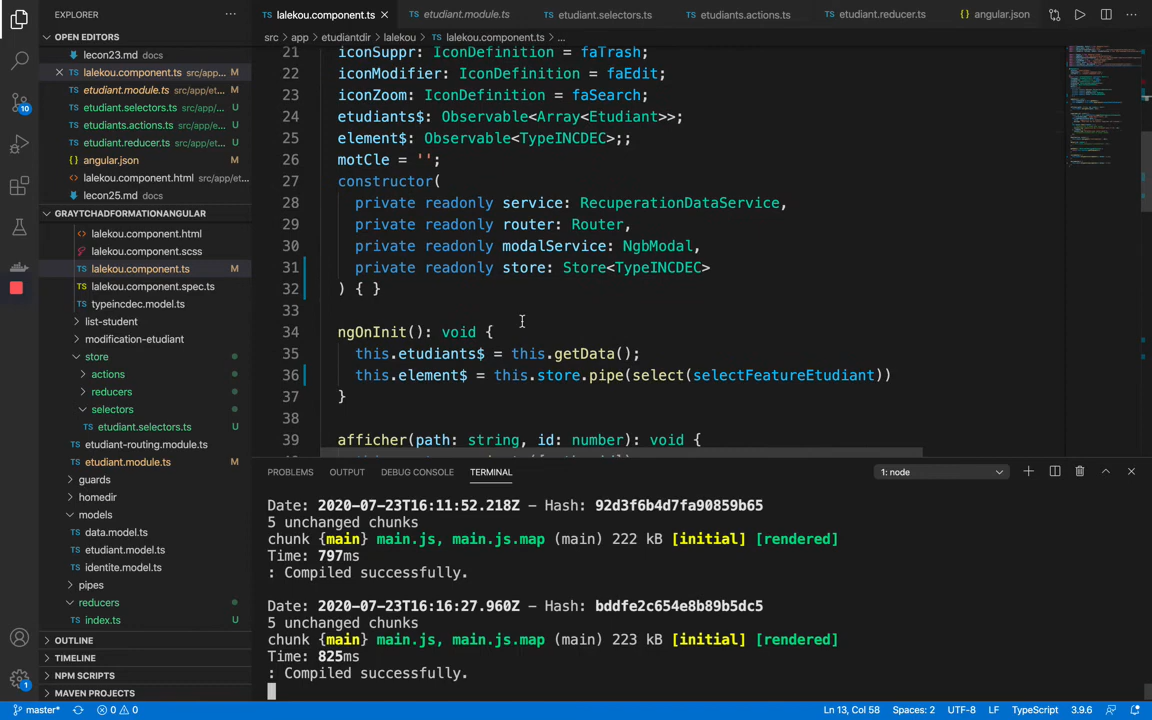 EXPLORER
OPEN EDITORS
lecon23.md docs
lalekou.component.ts src/app... M
etudiant.module.ts src/app/et... M
etudiant.selectors.ts src/ap... U
etudiants.actions.ts src/ap... U
etudiant.reducer.ts src/app/... U
angular.json
lalekou.component.html src/ap...
lecon25.md docs
GRAYTCHADFORMATIONANGULAR
lalekou.component.html
lalekou.component.scss
lalekou.component.ts M
lalekou.component.spec.ts
typeincdec.model.ts
list-student
modification-etudiant
store
actions
reducers
selectors
etudiant.selectors.ts U
etudiant-routing.module.ts
etudiant.module.ts M
guards
homedir
models
data.model.ts
etudiant.model.ts
identite.model.ts
pipes
reducers
index.ts U
OUTLINE
TIMELINE
NPM SCRIPTS
MAVEN PROJECTS
lalekou.component.ts
etudiant.module.ts
etudiant.selectors.ts
etudiants.actions.ts
etudiant.reducer.ts
angular.json
src > app > etudiantdir > lalekou > lalekou.component.ts > ...
21 iconSuppr: IconDefinition = faTrash;
22 iconModifier: IconDefinition = faEdit;
23 iconZoom: IconDefinition = faSearch;
24 etudiants$: Observable<Array<Etudiant>>;
25 element$: Observable<TypeINCDEC>;;
26 motCle = '';
27 constructor(
28 private readonly service: RecuperationDataService,
29 private readonly router: Router,
30 private readonly modalService: NgbModal,
31 private readonly store: Store<TypeINCDEC>
32 ) { }
33
34 ngOnInit(): void {
35 this.etudiants$ = this.getData();
36 this.element$ = this.store.pipe(select(selectFeatureEtudiant))
37 }
38
39 afficher(path: string, id: number): void {
PROBLEMS OUTPUT DEBUG CONSOLE TERMINAL 1: node
Date: 2020-07-23T16:11:52.218Z - Hash: 92d3f6b4d7fa90859b65
5 unchanged chunks
chunk {main} main.js, main.js.map (main) 222 kB [initial] [rendered]
Time: 797ms
: Compiled successfully.
Date: 2020-07-23T16:16:27.960Z - Hash: bddfe2c654e8b89b5dc5
5 unchanged chunks
chunk {main} main.js, main.js.map (main) 223 kB [initial] [rendered]
Time: 825ms
: Compiled successfully.
10
1
master* 0 0 Ln 13, Col 58 Spaces: 2 UTF-8 LF TypeScript 3.9.6